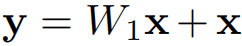 y = W₁x + x